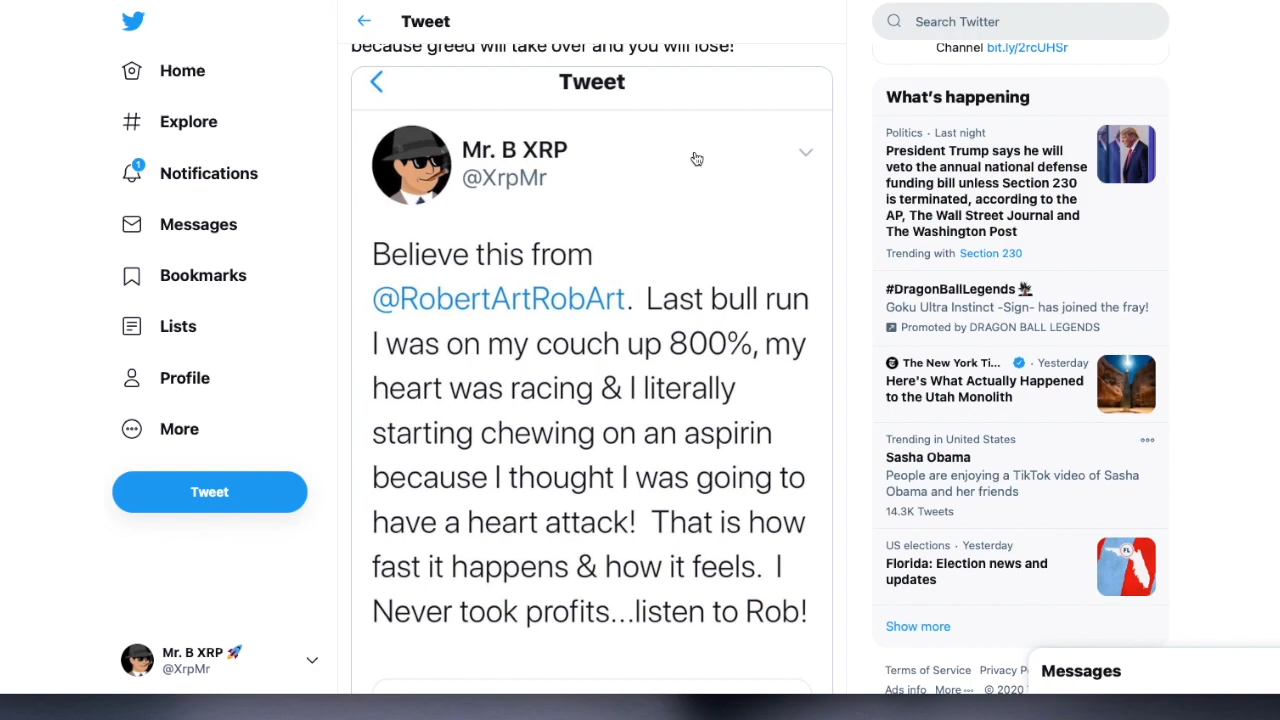 Home
Explore
1
Notifications
Messages
Bookmarks
Lists
Profile
More
Tweet
Mr. B XRP 🚀
@XrpMr
Tweet
because greed will take over and you will lose!
Tweet
Mr. B XRP
@XrpMr
Believe this from
@RobertArtRobArt. Last bull run
I was on my couch up 800%, my
heart was racing & I literally
starting chewing on an aspirin
because I thought I was going to
have a heart attack! That is how
fast it happens & how it feels. I
Never took profits...listen to Rob!
Search Twitter
Channel bit.ly/2rcUHSr
What's happening
Politics · Last night
President Trump says he will
veto the annual national defense
funding bill unless Section 230
is terminated, according to the
AP, The Wall Street Journal and
The Washington Post
Trending with Section 230
#DragonBallLegends
Goku Ultra Instinct -Sign- has joined the fray!
Promoted by DRAGON BALL LEGENDS
The New York Ti... · Yesterday
Here's What Actually Happened
to the Utah Monolith
Trending in United States
Sasha Obama
People are enjoying a TikTok video of Sasha
Obama and her friends
14.3K Tweets
US elections · Yesterday
Florida: Election news and
updates
FL
Show more
Terms of Service Privacy P
Ads info More ··· © 2020
Messages